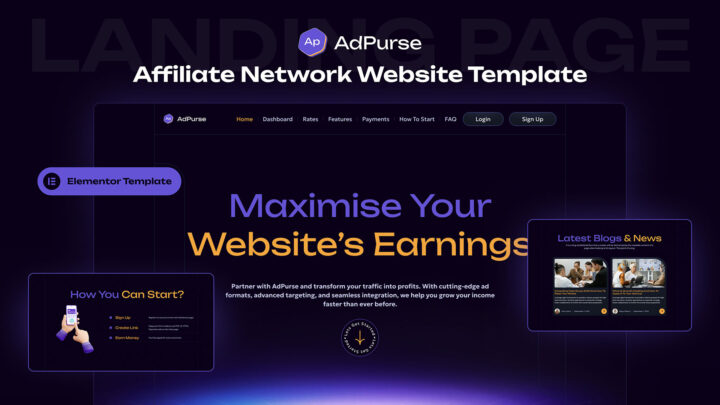 LANDING PAGE
Ap AdPurse
Affiliate Network Website Template
Ap AdPurse Home Dashboard Rates Features Payments How To Start FAQ Login Sign Up
Elementor Template
Maximise Your
Website's Earnings
Partner with AdPurse and transform your traffic into profits. With cutting-edge ad
formats, advanced targeting, and seamless integration, we help you grow your income
faster than ever before.
Lets Get Started
How You Can Start?
Sign Up
Create Link
Earn Money
Latest Blogs & News